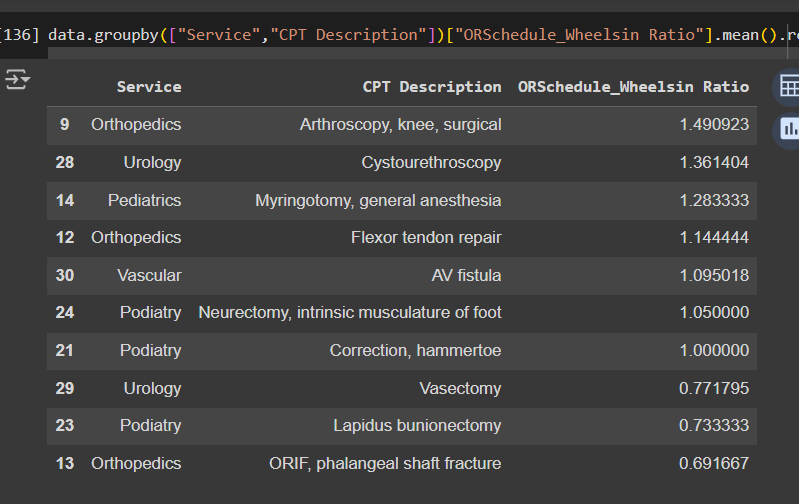 [136] data.groupby(["Service","CPT Description"])["ORSchedule_Wheelsin Ratio"].mean().re
Service CPT Description ORSchedule_Wheelsin Ratio
9 Orthopedics Arthroscopy, knee, surgical 1.490923
28 Urology Cystourethroscopy 1.361404
14 Pediatrics Myringotomy, general anesthesia 1.283333
12 Orthopedics Flexor tendon repair 1.144444
30 Vascular AV fistula 1.095018
24 Podiatry Neurectomy, intrinsic musculature of foot 1.050000
21 Podiatry Correction, hammertoe 1.000000
29 Urology Vasectomy 0.771795
23 Podiatry Lapidus bunionectomy 0.733333
13 Orthopedics ORIF, phalangeal shaft fracture 0.691667